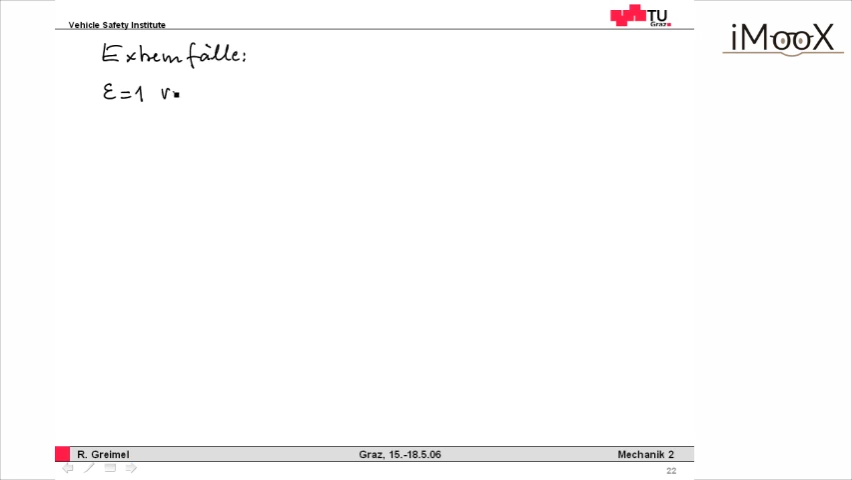 Vehicle Safety Institute
TU
Graz
iMooX
Extremfälle:
ε=1 v
R. Greimel
Graz, 15.-18.5.06
Mechanik 2
22